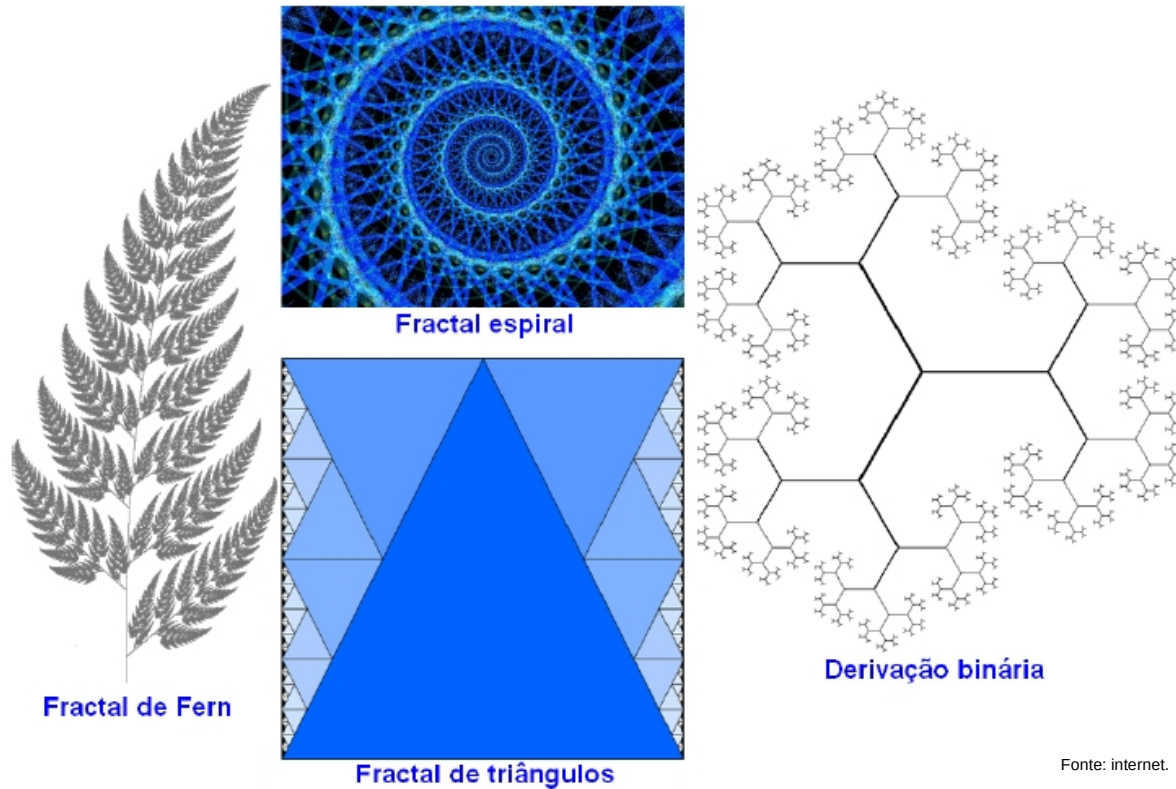 Fractal espiral
Fractal de Fern
Fractal de triângulos
Derivação binária
Fonte: internet.